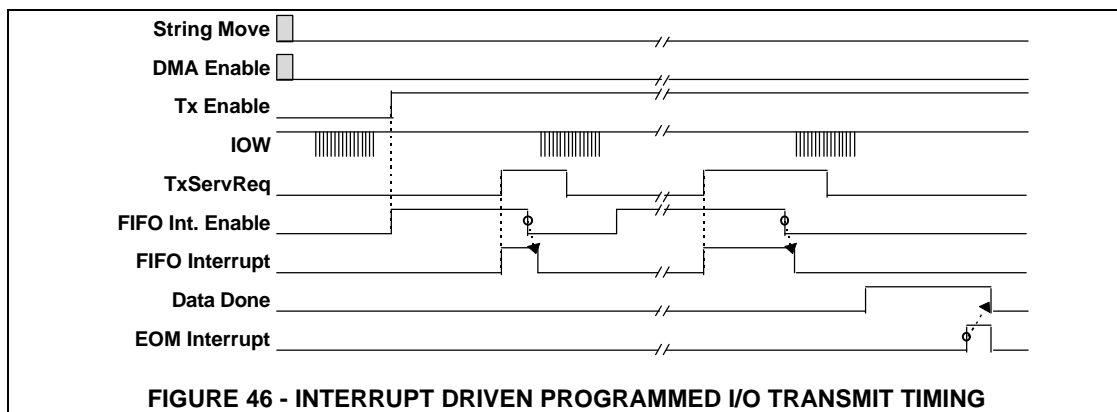 String Move
DMA Enable
Tx Enable
IOW
TxServReq
FIFO Int. Enable
FIFO Interrupt
Data Done
EOM Interrupt
FIGURE 46 - INTERRUPT DRIVEN PROGRAMMED I/O TRANSMIT TIMING